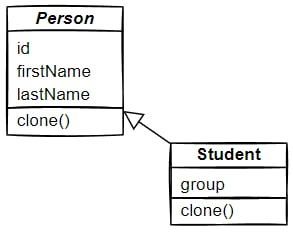 Person
id
firstName
lastName
clone()
Student
group
clone()